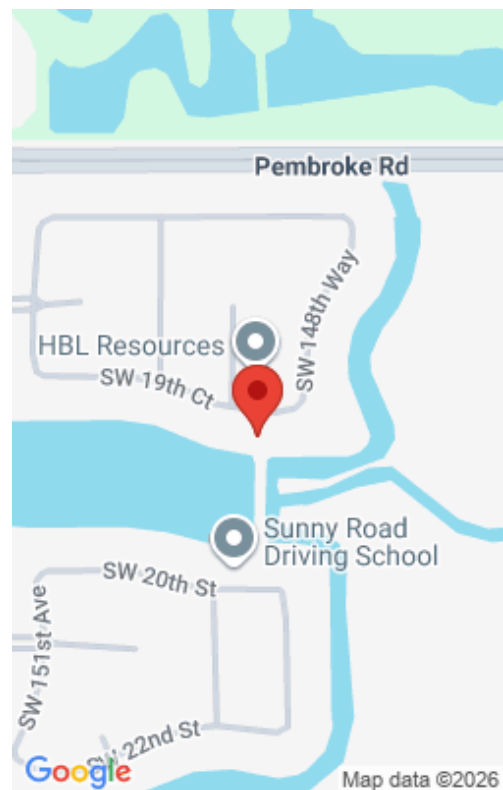 Pembroke Rd
SW 148th Way
HBL Resources
SW 19th Ct
Sunny Road
Driving School
SW 20th St
SW 151st Ave
SW 22nd St
Google
Map data ©2026